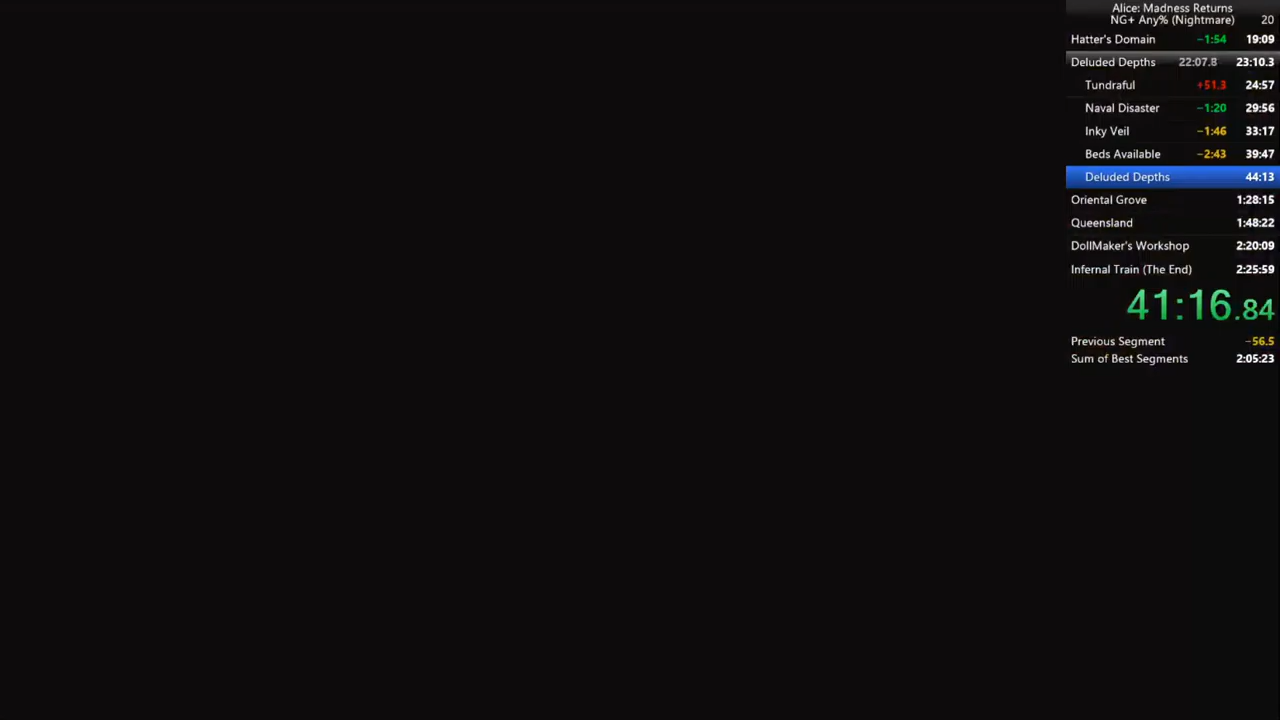 Alice: Madness Returns
NG+ Any% (Nightmare) 20
Hatter's Domain −1:54 19:09
Deluded Depths 22:07.8 23:10.3
Tundraful +51.3 24:57
Naval Disaster −1:20 29:56
Inky Veil −1:46 33:17
Beds Available −2:43 39:47
Deluded Depths 44:13
Oriental Grove 1:28:15
Queensland 1:48:22
DollMaker's Workshop 2:20:09
Infernal Train (The End) 2:25:59
41:16.84
Previous Segment −56.5
Sum of Best Segments 2:05:23